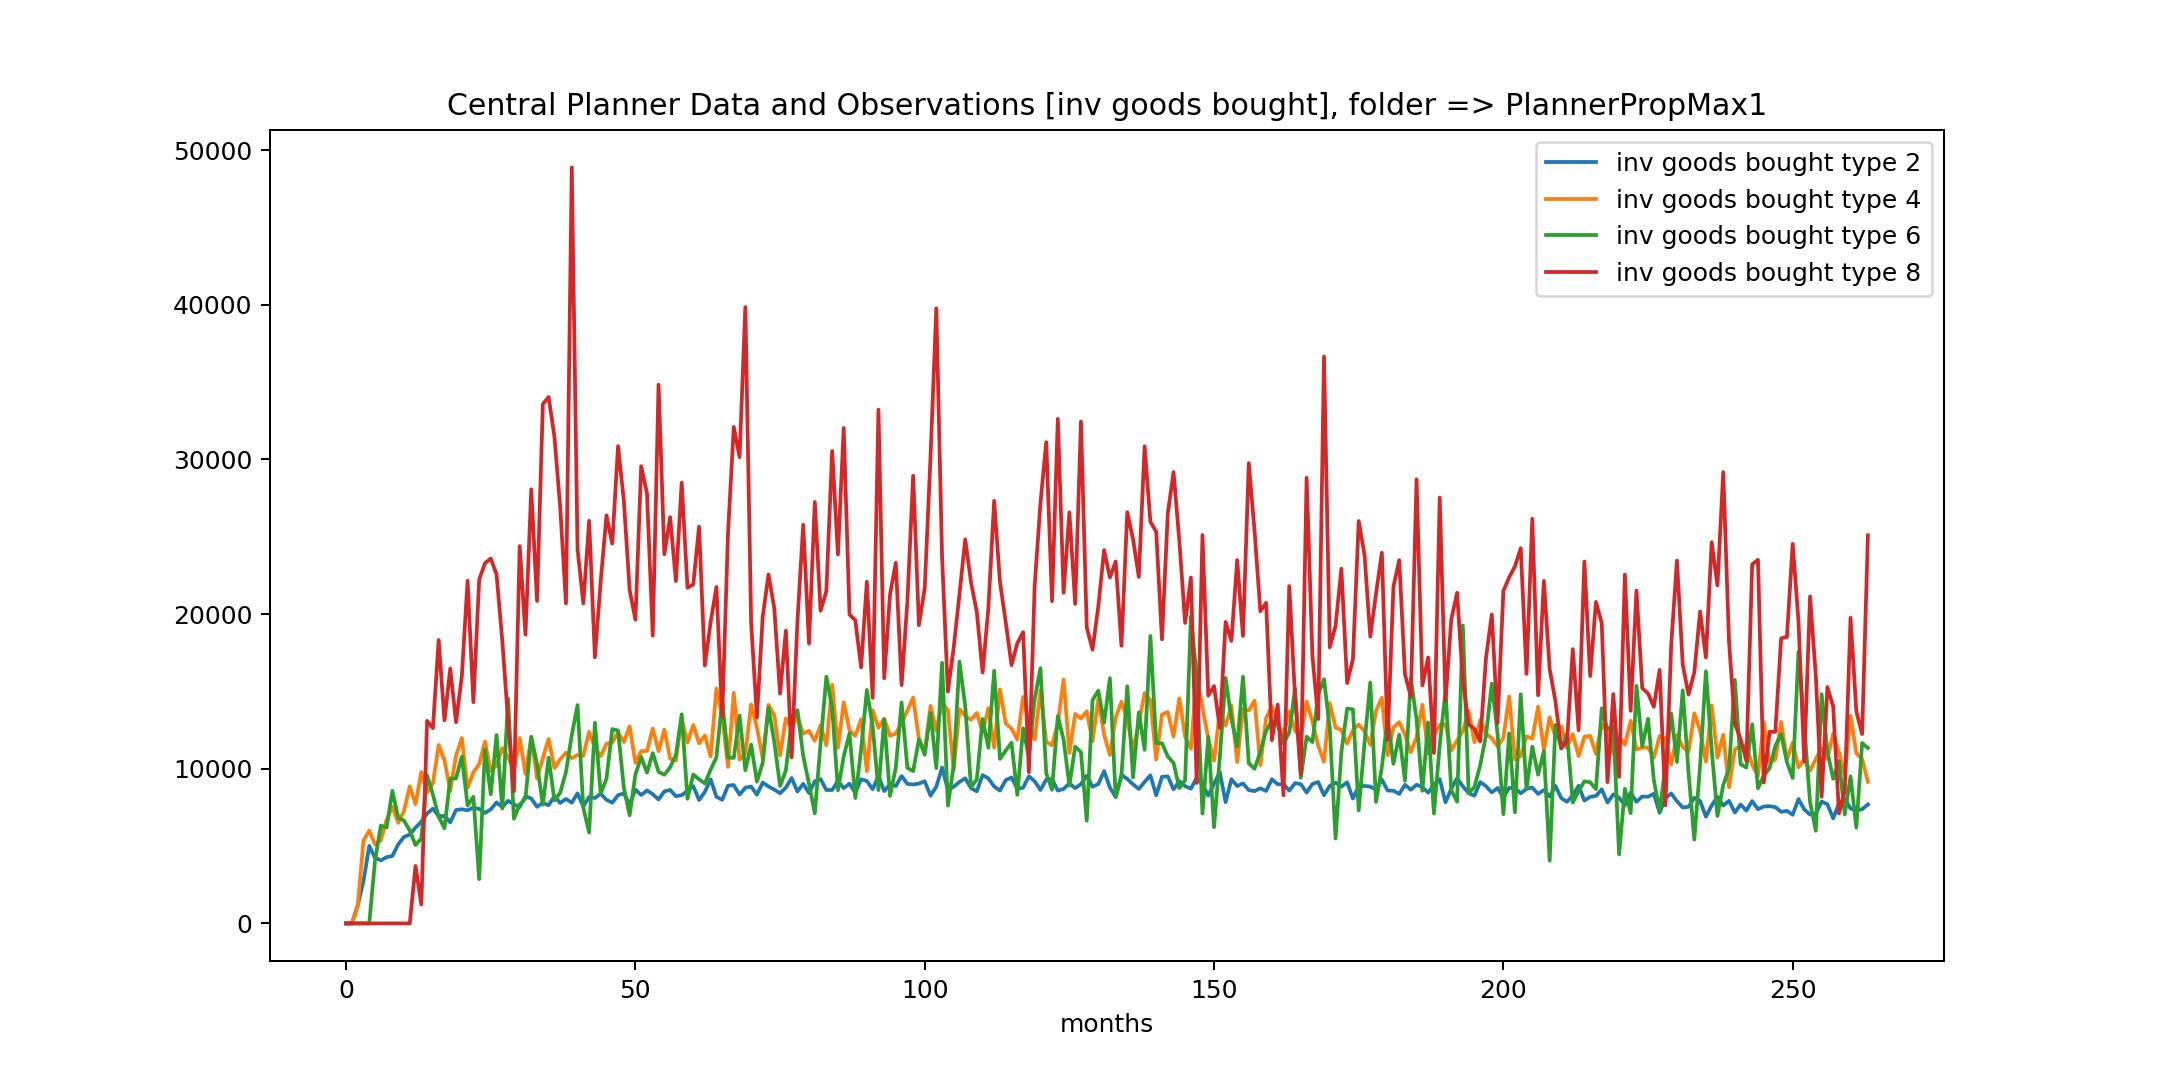 Central Planner Data and Observations [inv goods bought], folder => PlannerPropMax1
50000
40000
30000
20000
10000
0
inv goods bought type 2
inv goods bought type 4
inv goods bought type 6
inv goods bought type 8
0 50 100 150 200 250
months